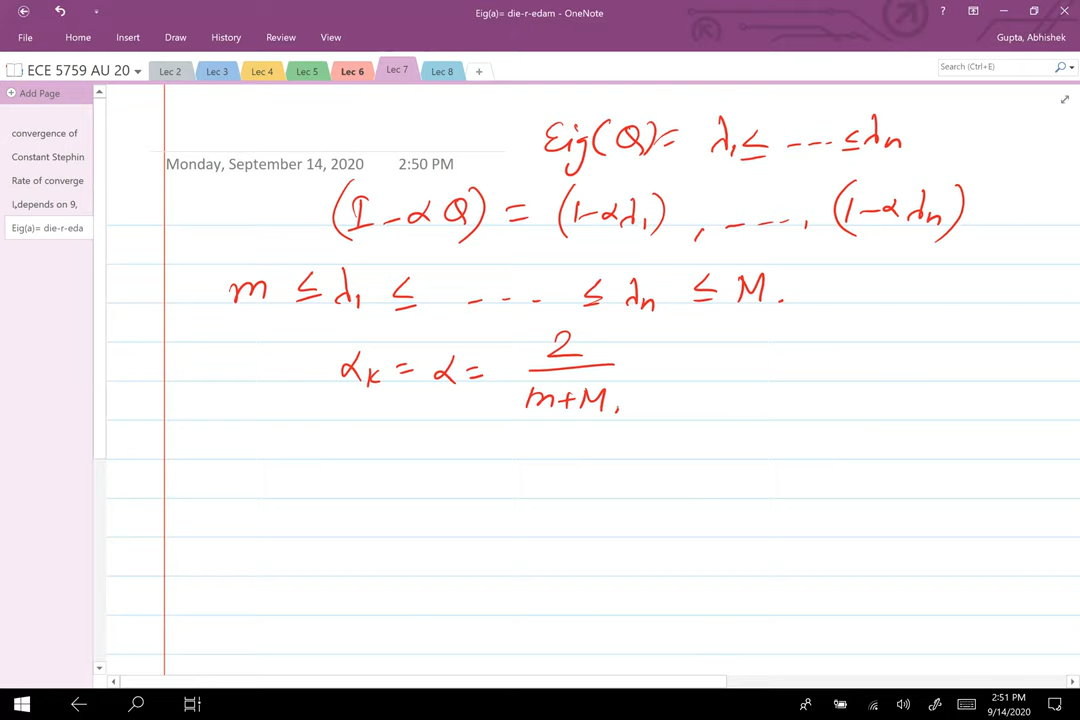 Eig(a)= die-r-edam - OneNote
File Home Insert Draw History Review View
Gupta, Abhishek
ECE 5759 AU 20
Lec 2 Lec 3 Lec 4 Lec 5 Lec 6 Lec 7 Lec 8 +
Search (Ctrl+E)
Add Page
convergence of
Constant Stephin
Rate of converge
I,depends on 9,
Eig(a)= die-r-eda
Monday, September 14, 2020 2:50 PM
Eig(Q)= λ₁ ≤ ---- ≤ λn
(I - αQ) = (1-αλ₁), ----, (1-αλn)
m ≤ λ₁ ≤ ---- ≤ λn ≤ M.
αk = α = 2/(m+M).
2:51 PM
9/14/2020